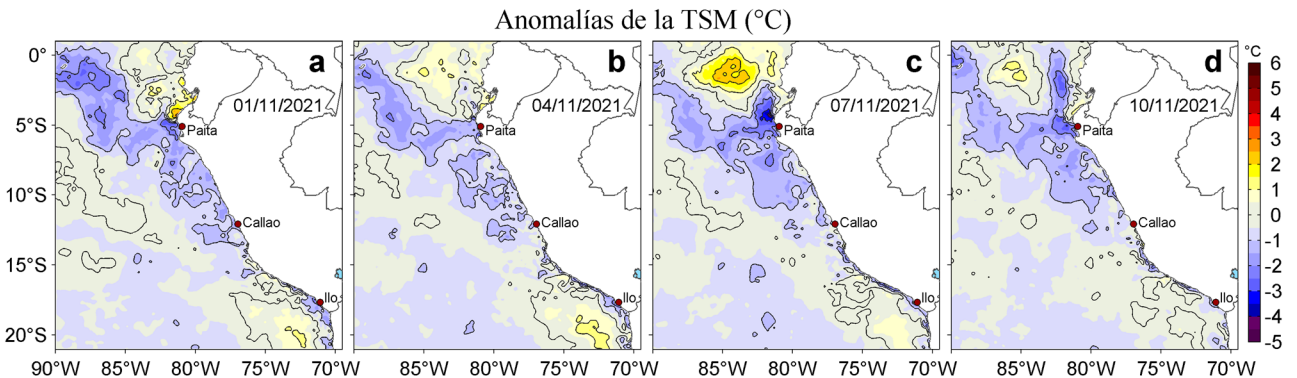 Anomalías de la TSM (°C)
a
01/11/2021
Paita
Callao
Ilo
b
04/11/2021
Paita
Callao
Ilo
c
07/11/2021
Paita
Callao
Ilo
d
10/11/2021
Paita
Callao
Ilo
0°
5°S
10°S
15°S
20°S
90°W 85°W 80°W 75°W 70°W
85°W 80°W 75°W 70°W
85°W 80°W 75°W 70°W
85°W 80°W 75°W 70°W
°C
6
5
4
3
2
1
0
-1
-2
-3
-4
-5